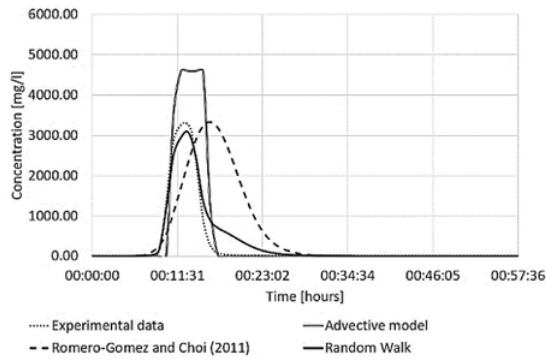 6000.00
5000.00
4000.00
3000.00
2000.00
1000.00
0.00
Concentration [mg/l]
00:00:00 00:11:31 00:23:02 00:34:34 00:46:05 00:57:36
Time [hours]
Experimental data Advective model
Romero-Gomez and Choi (2011) Random Walk